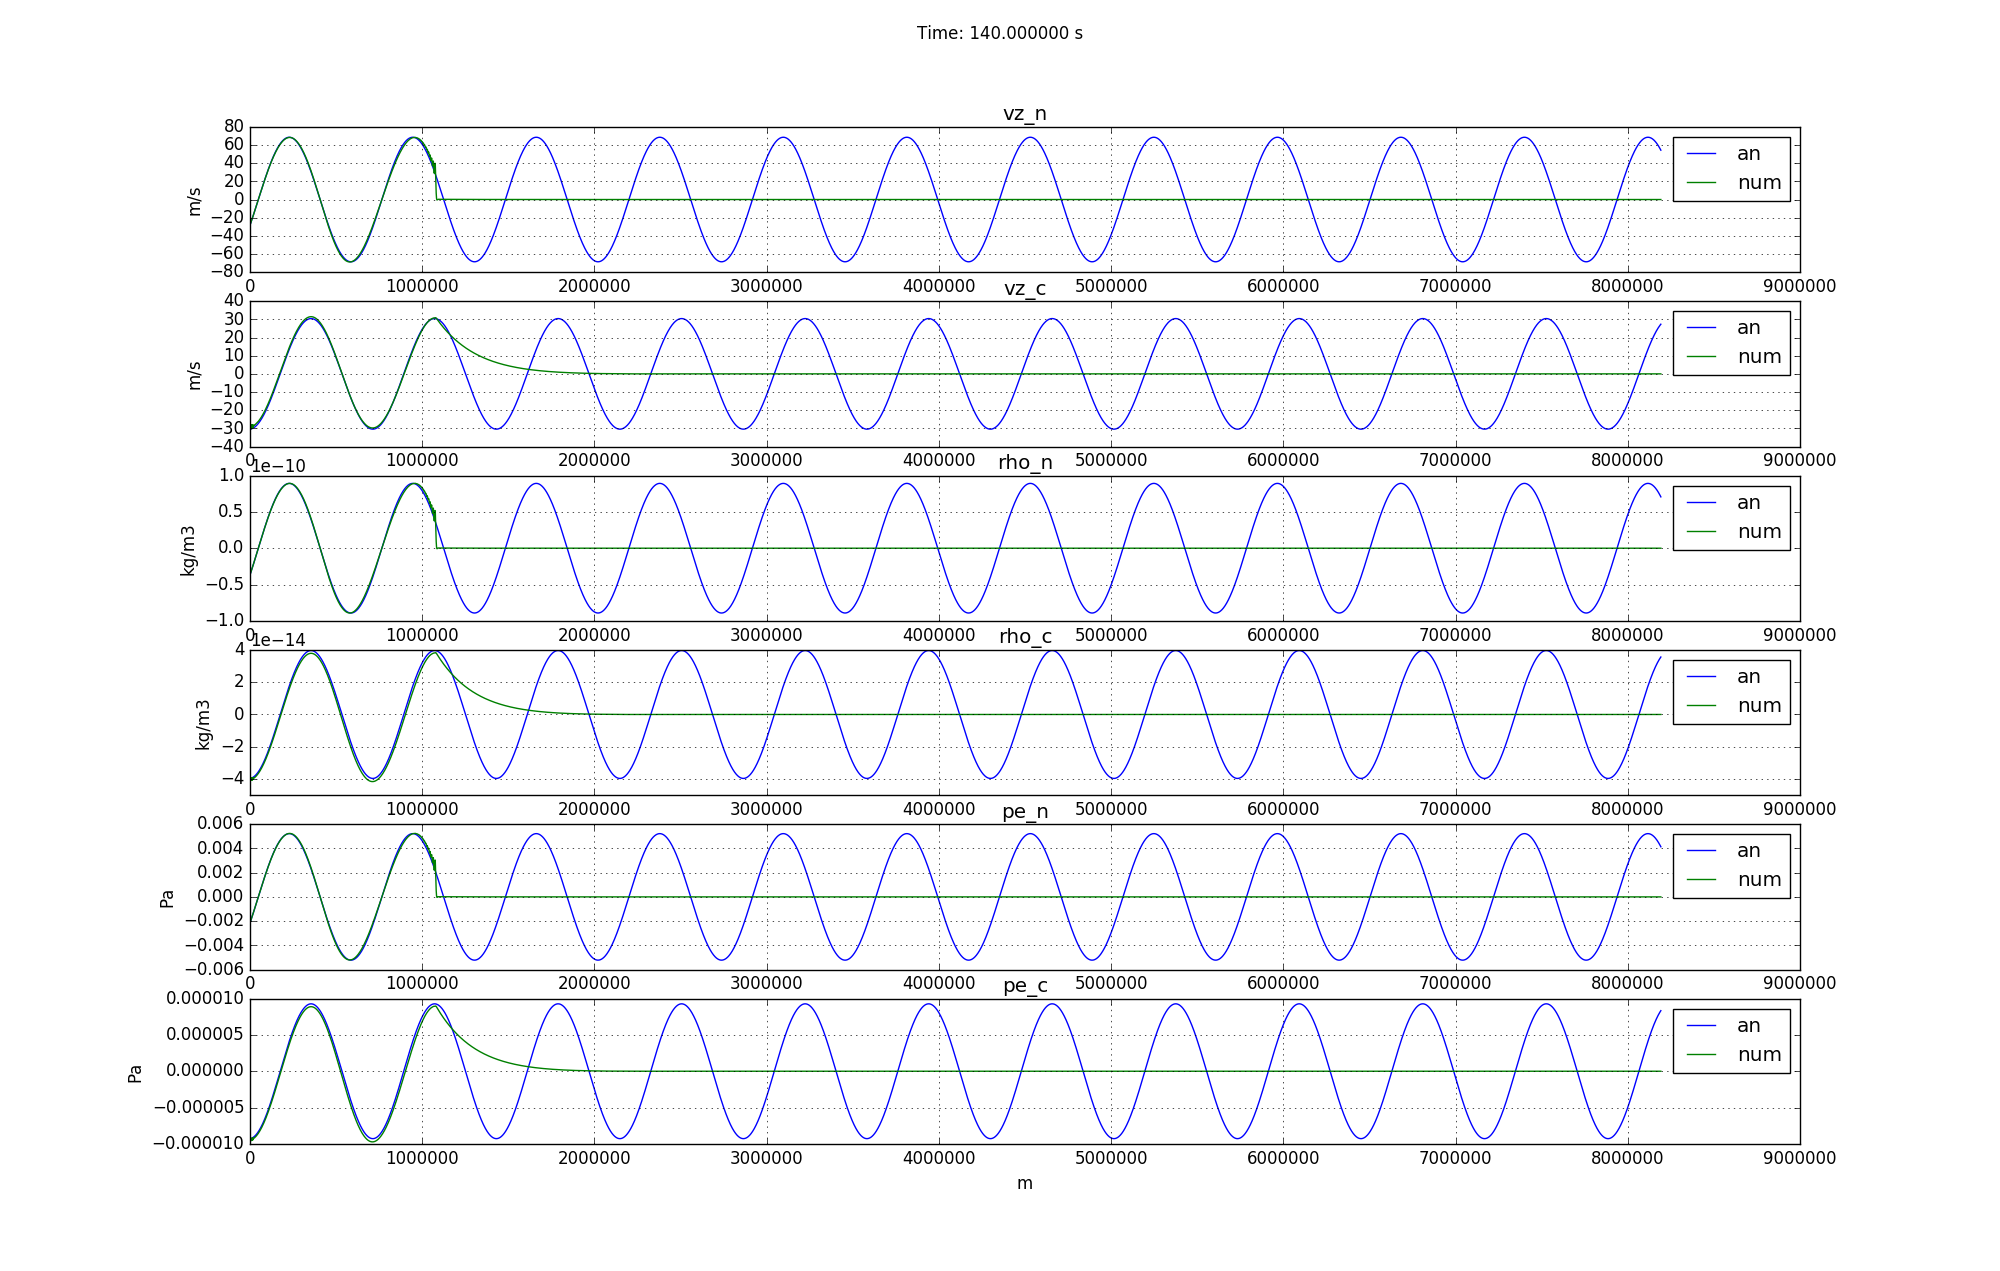 Time: 140.000000 s
vz_n
80
60
40
20
0
−20
−40
−60
−80
m/s
an
num
0 1000000 2000000 3000000 4000000 5000000 6000000 7000000 8000000 9000000
vz_c
40
30
20
10
0
−10
−20
−30
−40
m/s
an
num
0 1000000 2000000 3000000 4000000 5000000 6000000 7000000 8000000 9000000
1e−10
rho_n
1.0
0.5
0.0
−0.5
−1.0
kg/m3
an
num
0 1000000 2000000 3000000 4000000 5000000 6000000 7000000 8000000 9000000
1e−14
rho_c
4
2
0
−2
−4
kg/m3
an
num
0 1000000 2000000 3000000 4000000 5000000 6000000 7000000 8000000 9000000
pe_n
0.006
0.004
0.002
0.000
−0.002
−0.004
−0.006
Pa
an
num
0 1000000 2000000 3000000 4000000 5000000 6000000 7000000 8000000 9000000
pe_c
0.000010
0.000005
0.000000
−0.000005
−0.000010
Pa
an
num
0 1000000 2000000 3000000 4000000 5000000 6000000 7000000 8000000 9000000
m